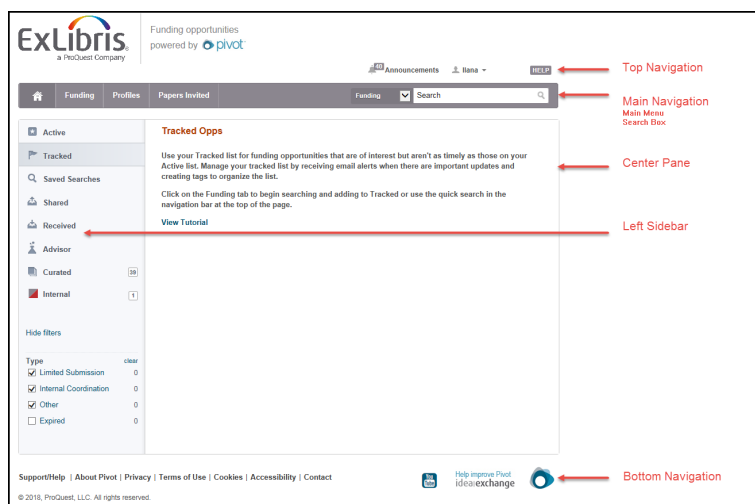 ExLibris®
a ProQuest Company
Funding opportunities
powered by pivot™
40 Announcements
Ilana
HELP
Top Navigation
Funding
Profiles
Papers Invited
Funding
Search
Main Navigation
Main Menu
Search Box
Active
Tracked
Saved Searches
Shared
Received
Advisor
Curated 39
Internal 1
Hide filters
Type clear
Limited Submission 0
Internal Coordination 0
Other 0
Expired 0
Tracked Opps
Use your Tracked list for funding opportunities that are of interest but aren't as timely as those on your
Active list. Manage your tracked list by receiving email alerts when there are important updates and
creating tags to organize the list.
Click on the Funding tab to begin searching and adding to Tracked or use the quick search in the
navigation bar at the top of the page.
View Tutorial
Center Pane
Left Sidebar
Support/Help | About Pivot | Privacy | Terms of Use | Cookies | Accessibility | Contact
You Tube
Help improve Pivot
ideaexchange
Bottom Navigation
© 2018, ProQuest, LLC. All rights reserved.